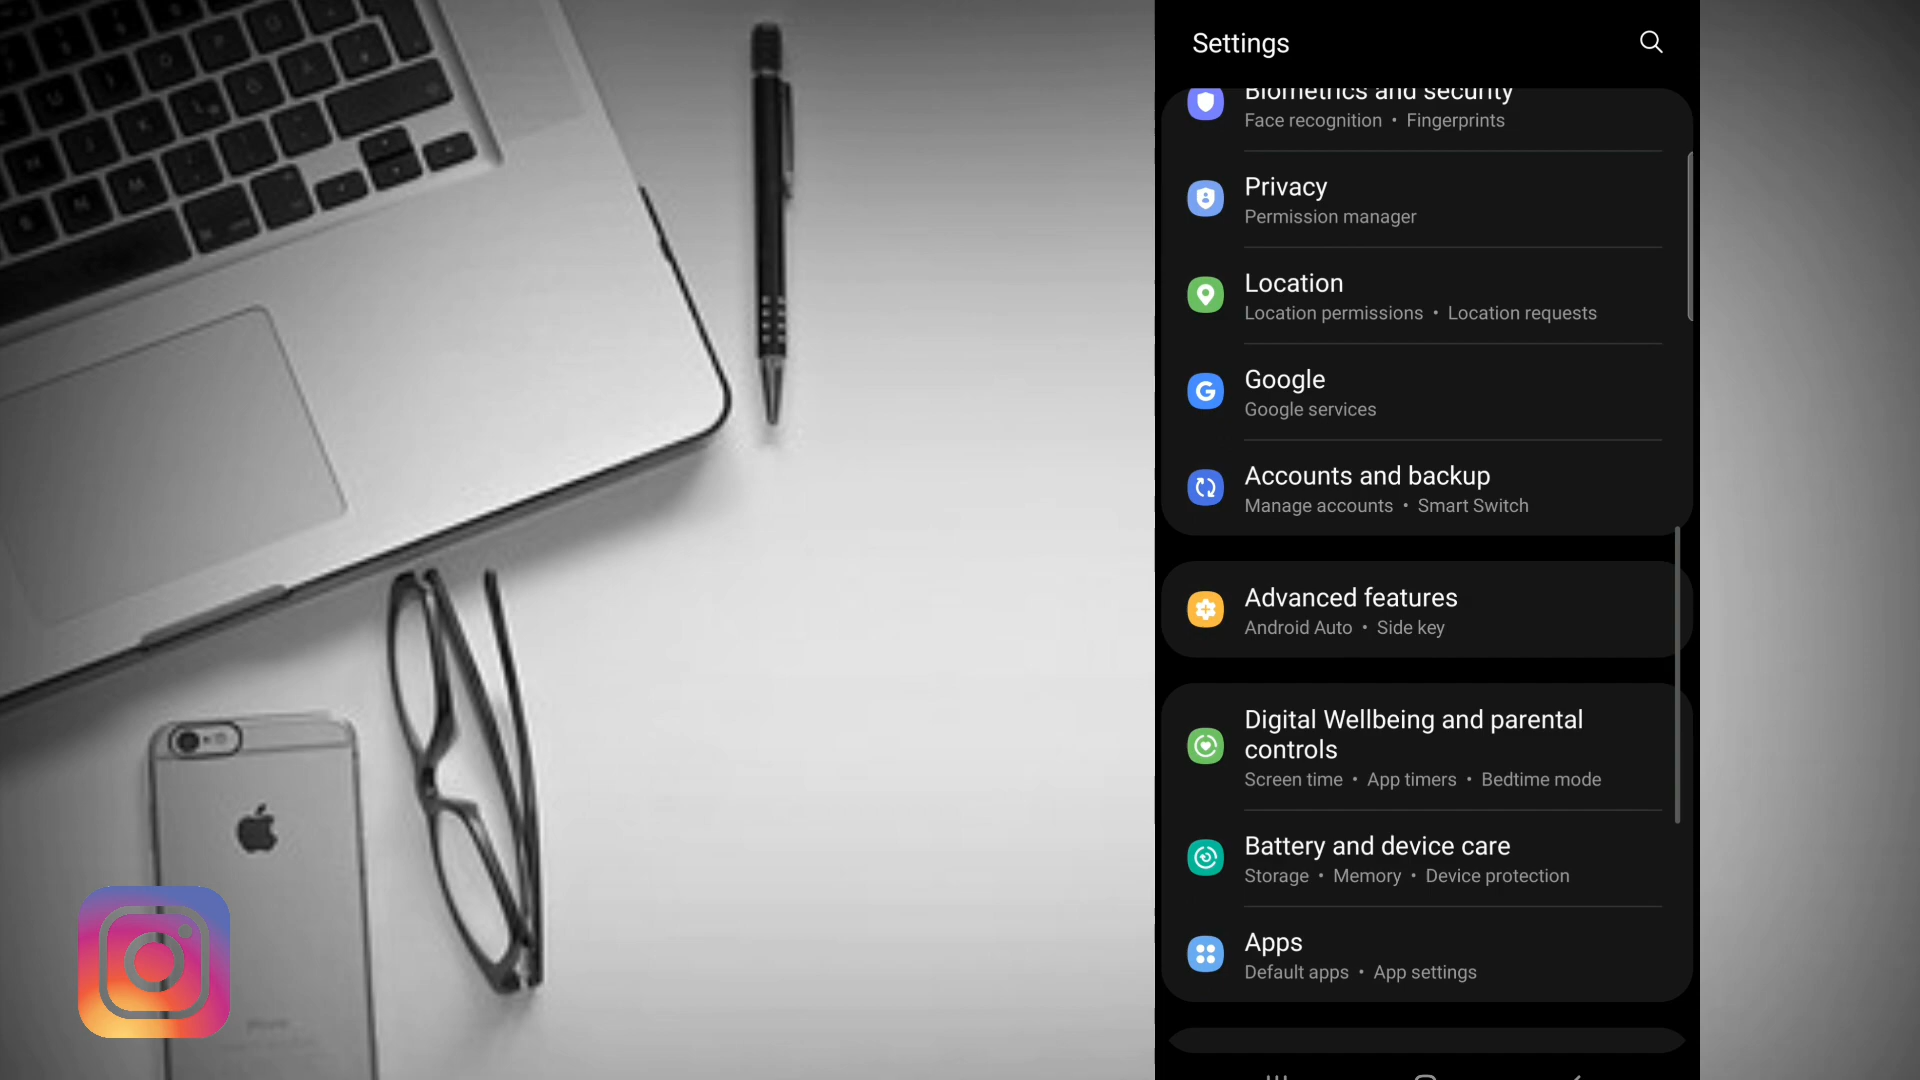 Settings
Biometrics and security
Face recognition • Fingerprints
Privacy
Permission manager
Location
Location permissions • Location requests
Google
Google services
Accounts and backup
Manage accounts • Smart Switch
Advanced features
Android Auto • Side key
Digital Wellbeing and parental
controls
Screen time • App timers • Bedtime mode
Battery and device care
Storage • Memory • Device protection
Apps
Default apps • App settings